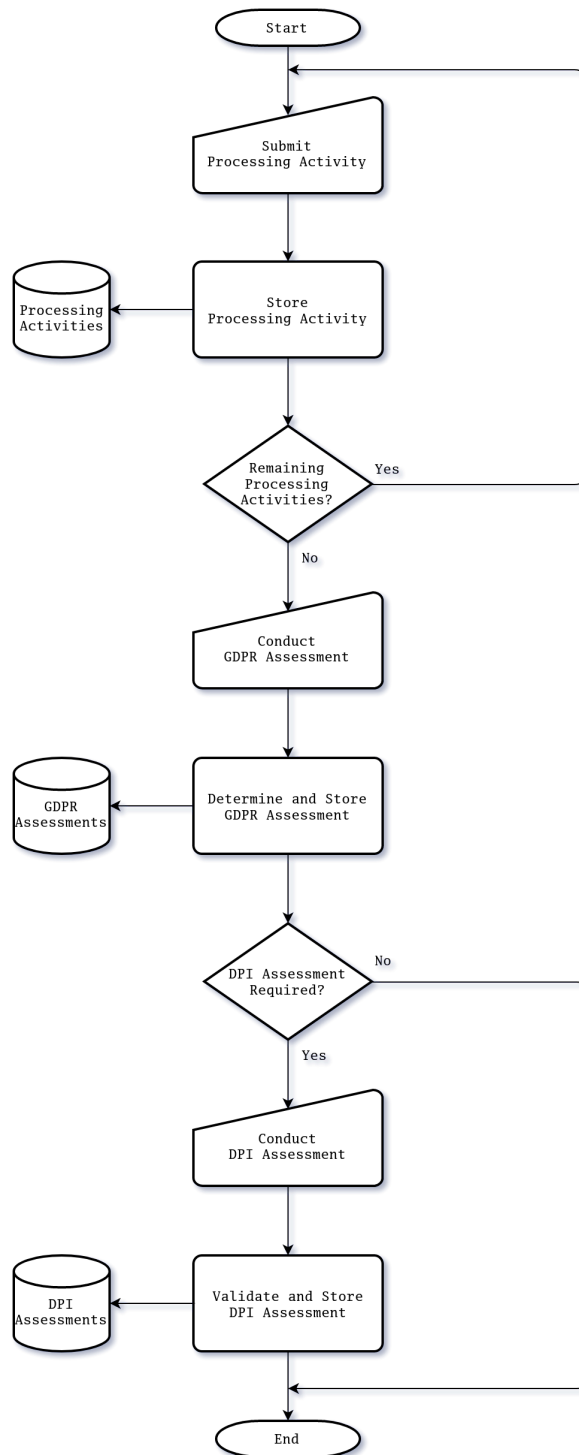 Start
Submit
Processing Activity
Processing
Activities
Store
Processing Activity
Remaining
Processing
Activities?
Yes
No
Conduct
GDPR Assessment
GDPR
Assessments
Determine and Store
GDPR Assessment
DPI Assessment
Required?
No
Yes
Conduct
DPI Assessment
DPI
Assessments
Validate and Store
DPI Assessment
End